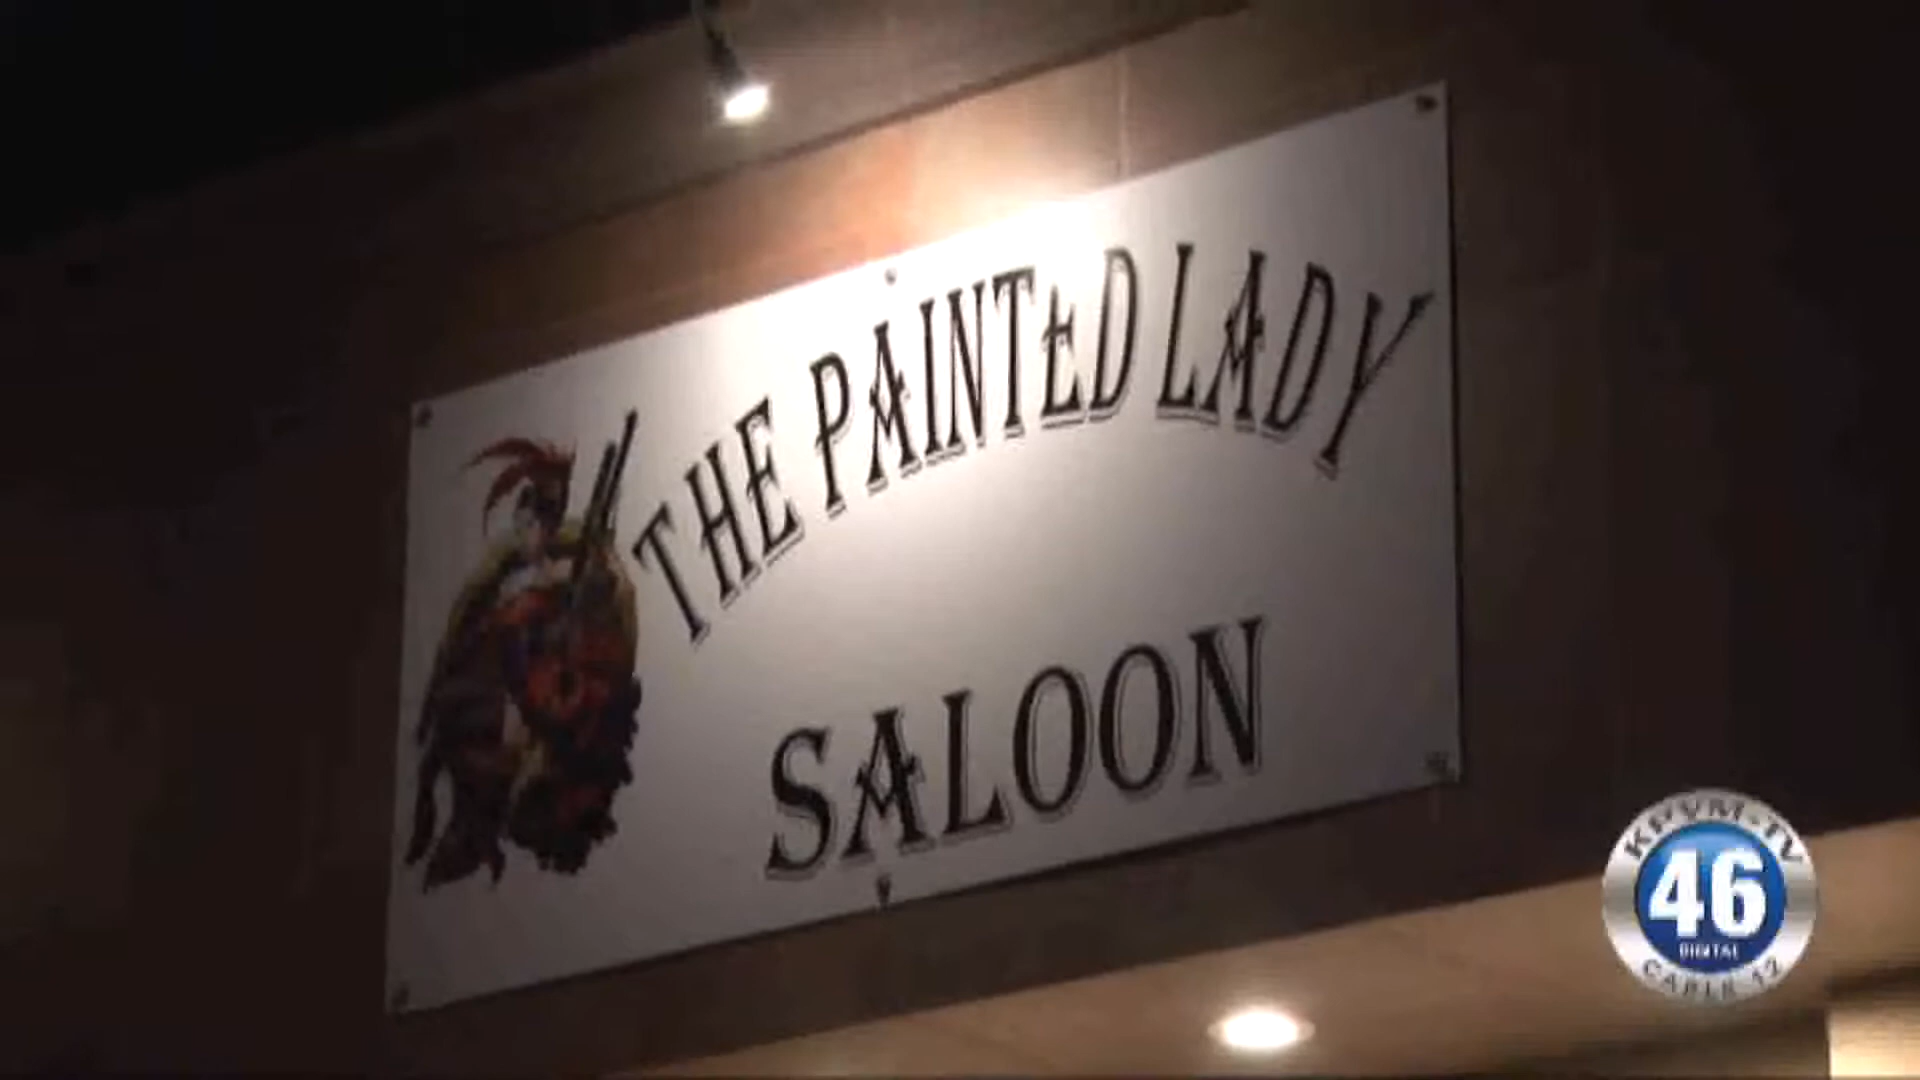 THE PAINTED LADY
SALOON
KPVM-TV
46
DIGITAL
CABLE 12